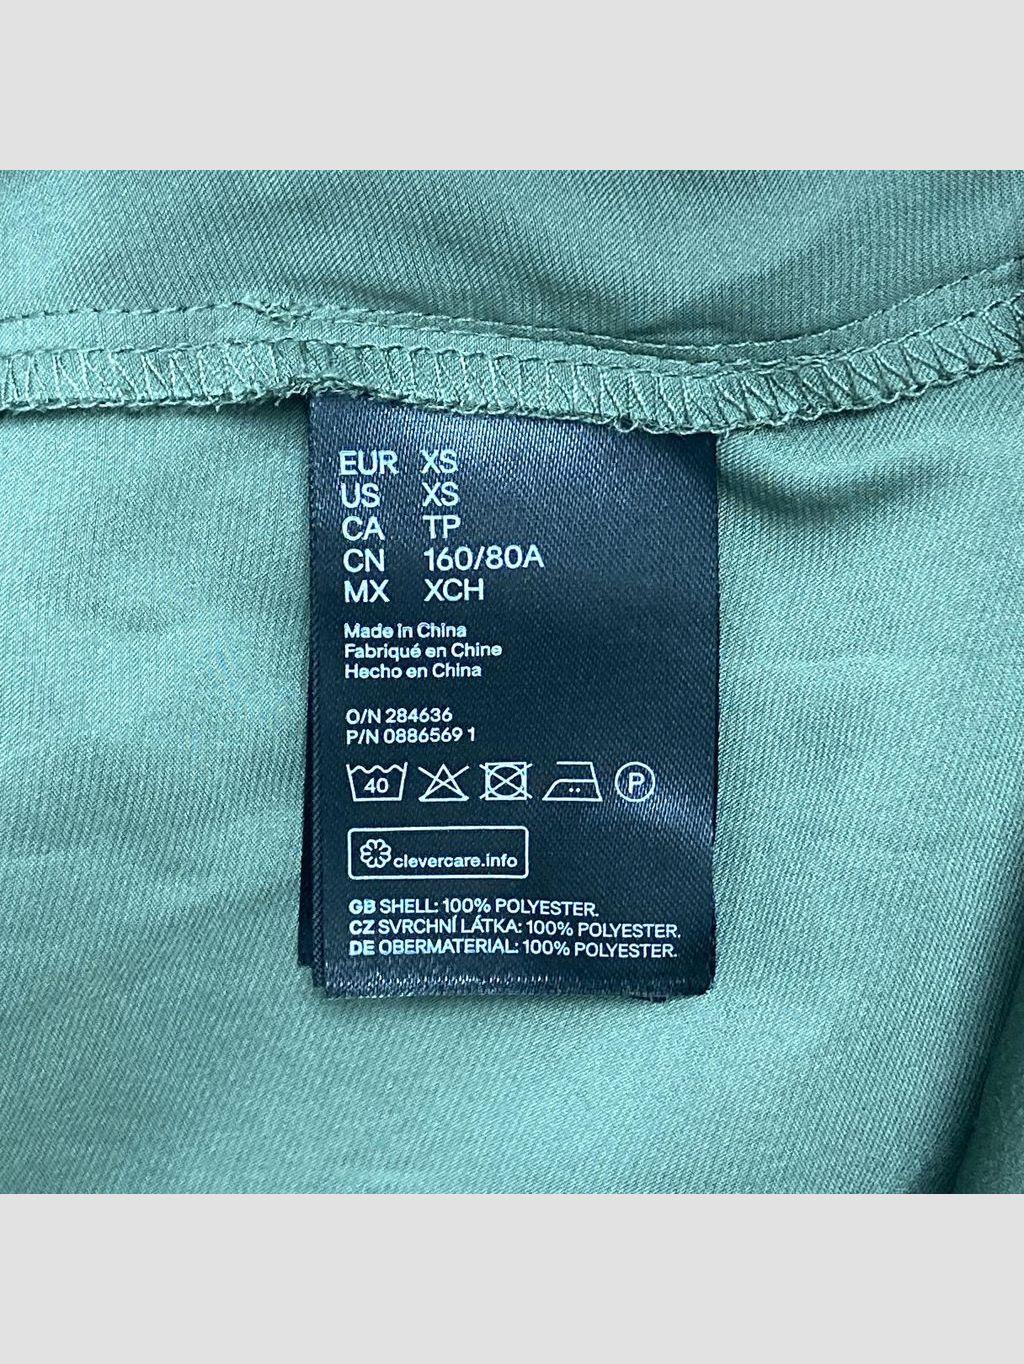 EUR XS
US XS
CA TP
CN 160/80A
MX XCH
Made in China
Fabriqué en Chine
Hecho en China
O/N 284636
P/N 0886569 1
40 P
clevercare.info
GB SHELL: 100% POLYESTER.
CZ SVRCHNÍ LÁTKA: 100% POLYESTER.
DE OBERMATERIAL: 100% POLYESTER.